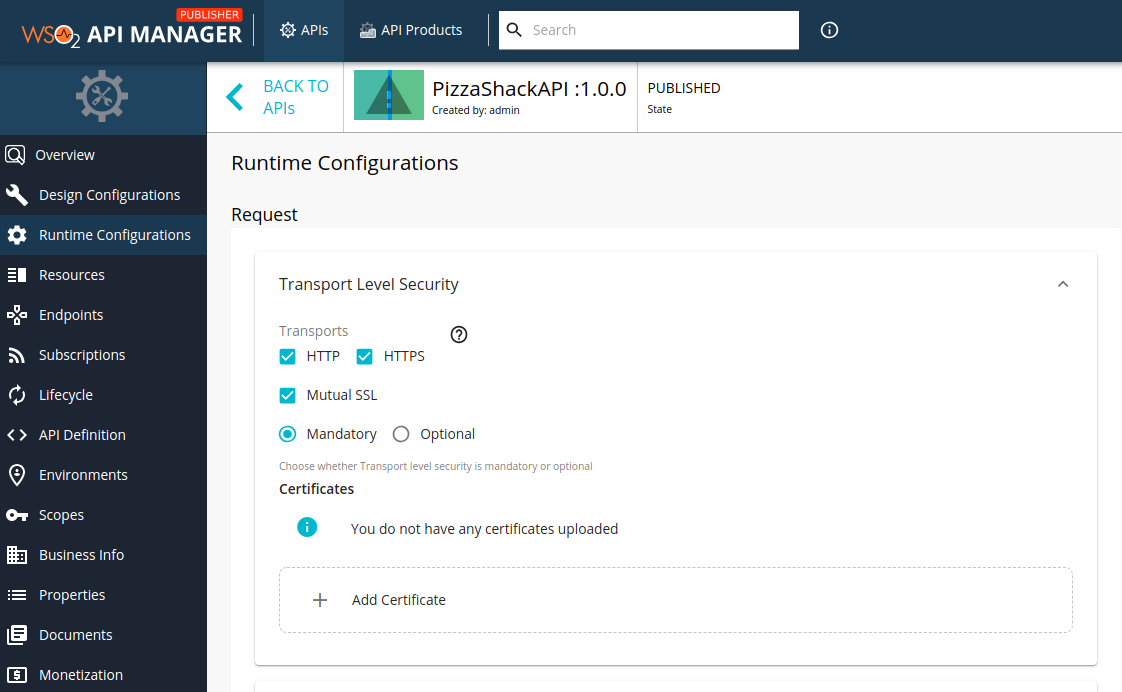 PUBLISHER
WSO2 API MANAGER
APIs
API Products
Search
BACK TO
APIs
PizzaShackAPI :1.0.0
Created by: admin
PUBLISHED
State
Overview
Design Configurations
Runtime Configurations
Resources
Endpoints
Subscriptions
Lifecycle
API Definition
Environments
Scopes
Business Info
Properties
Documents
Monetization
Runtime Configurations
Request
Transport Level Security
Transports
HTTP HTTPS
Mutual SSL
Mandatory Optional
Choose whether Transport level security is mandatory or optional
Certificates
You do not have any certificates uploaded
Add Certificate